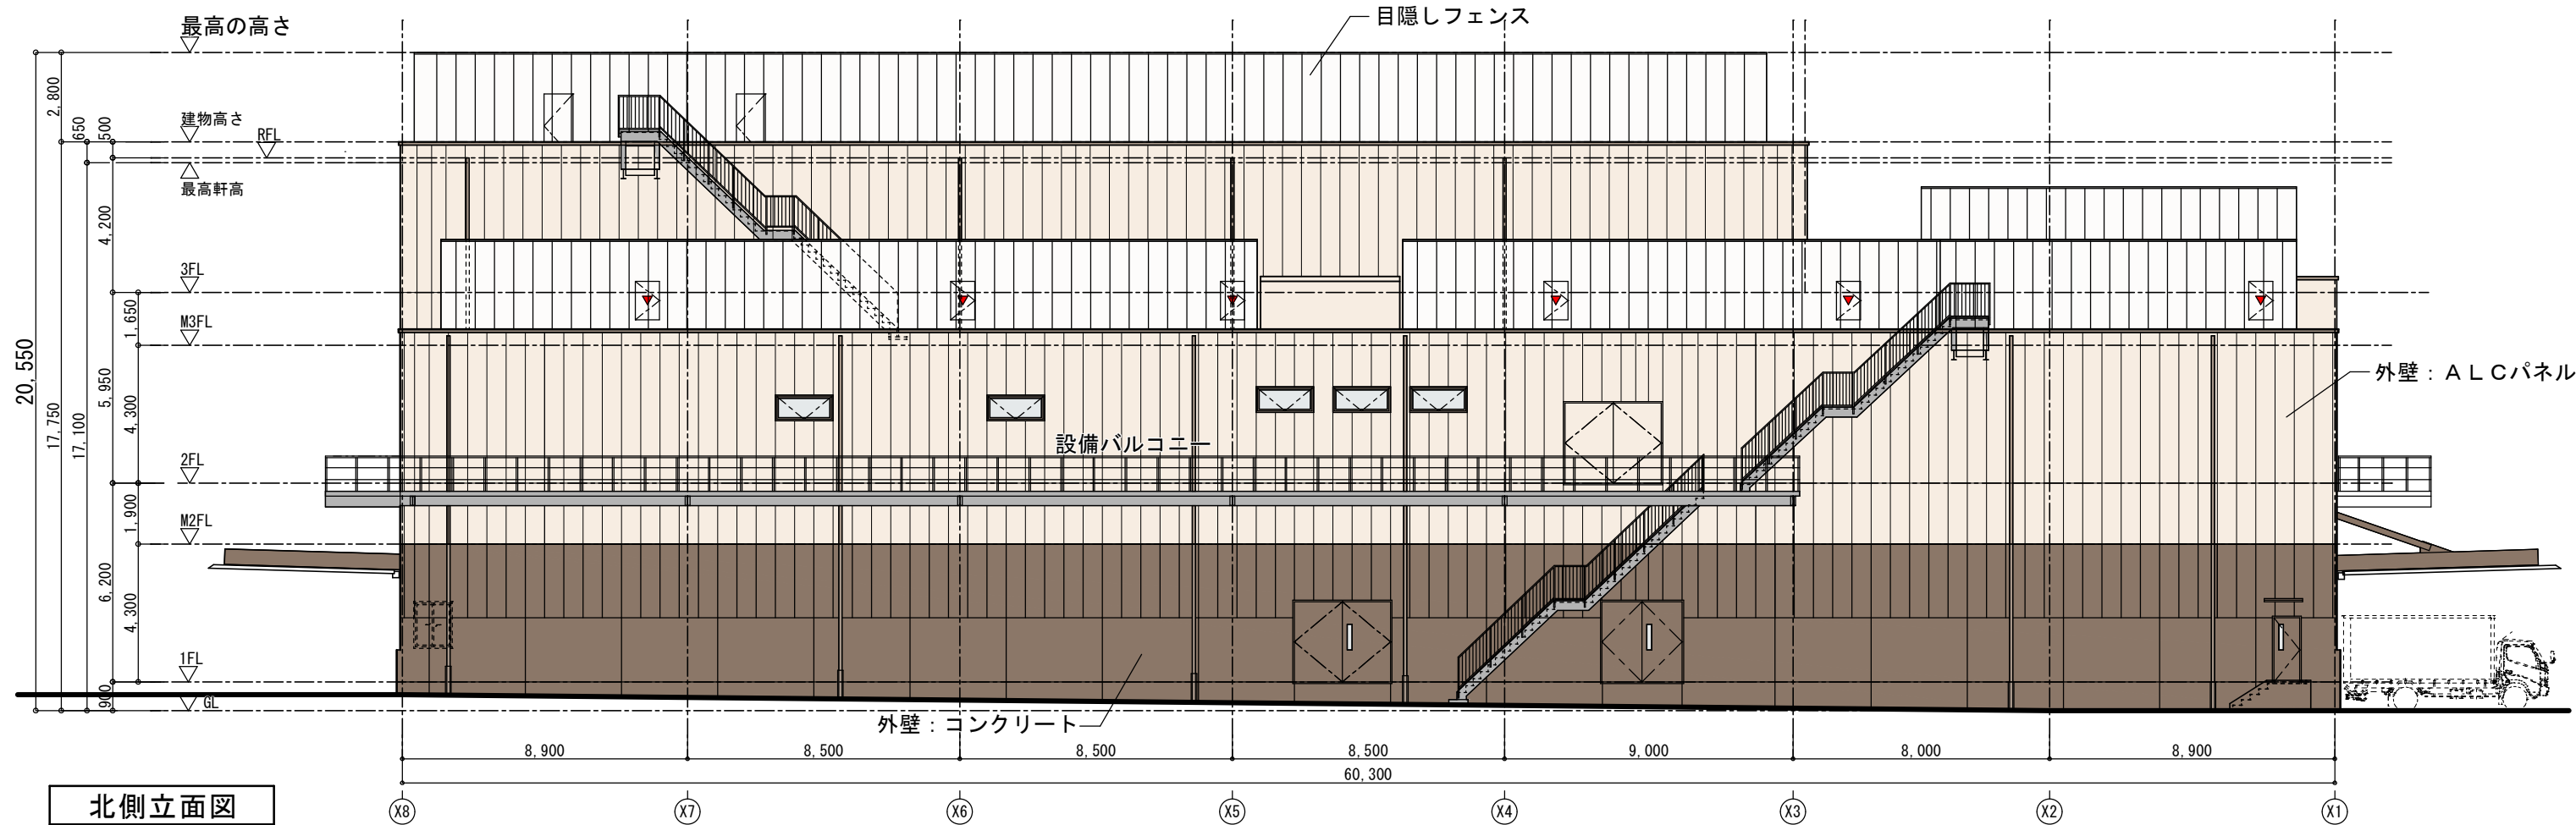 目隠しフェンス
最高の高さ
2,800
建物高さ
RFL
650
500
最高軒高
4,200
3FL
1,650
M3FL
20,550
17,750
17,100
5,950
4,300
外壁：ＡＬＣパネル
設備バルコニー
2FL
1,900
M2FL
6,200
4,300
1FL
900
GL
外壁：コンクリート
8,900 8,500 8,500 8,500 9,000 8,000 8,900
60,300
北側立面図
X8 X7 X6 X5 X4 X3 X2 X1